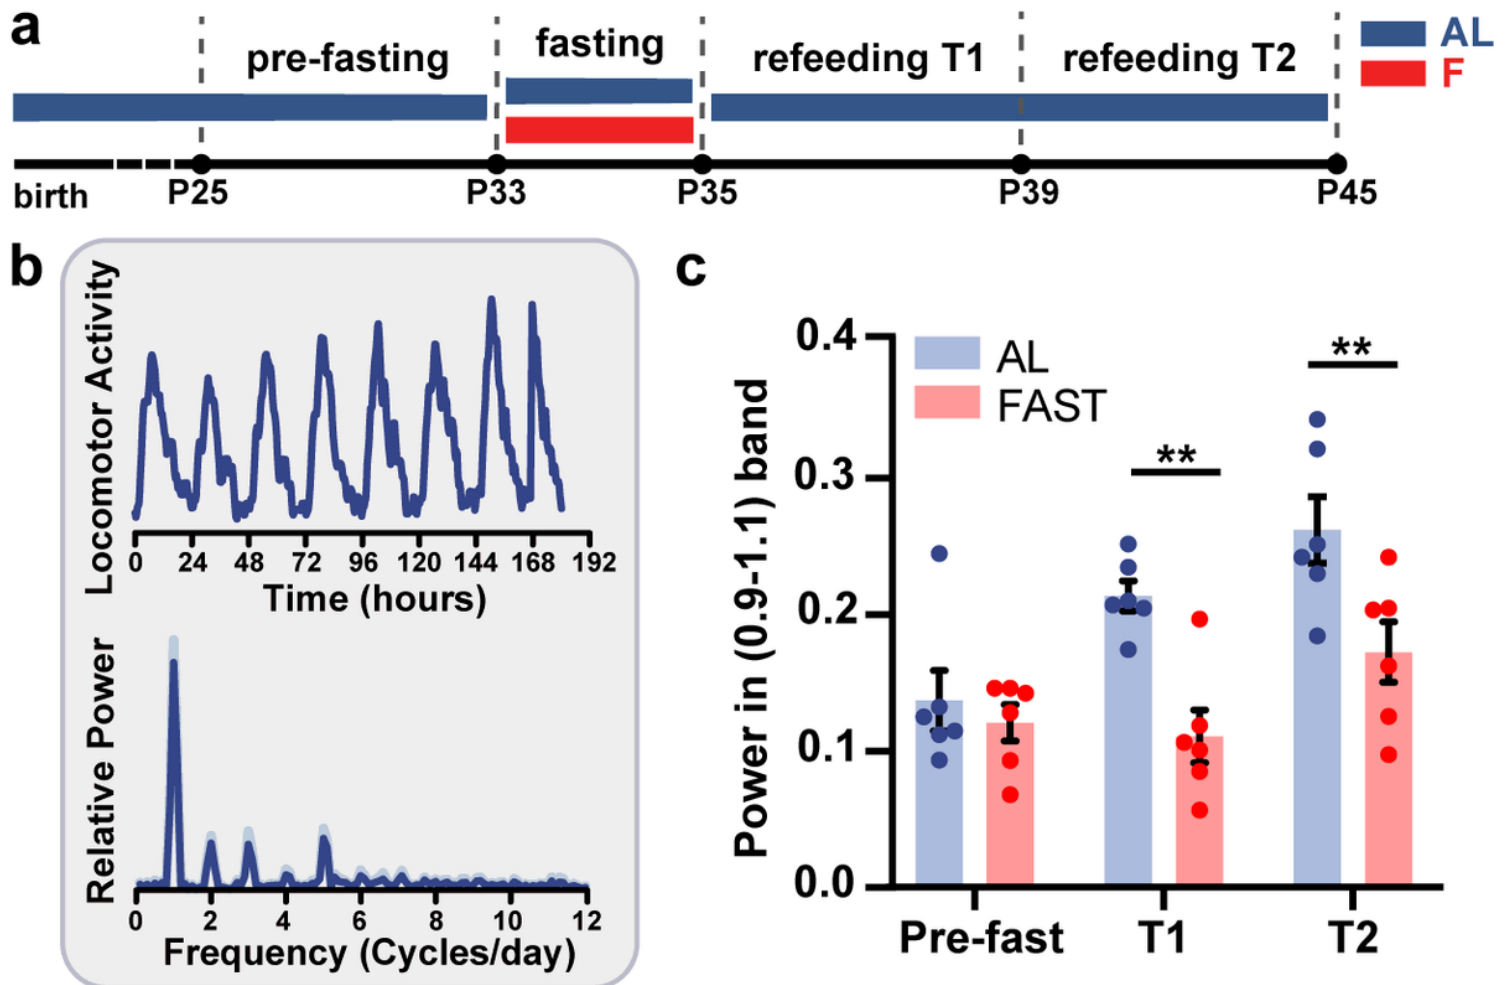 a
pre-fasting
fasting
refeeding T1
refeeding T2
AL
F
birth
P25
P33
P35
P39
P45
b
Locomotor Activity
0 24 48 72 96 120 144 168 192
Time (hours)
Relative Power
0 2 4 6 8 10 12
Frequency (Cycles/day)
c
Power in (0.9-1.1) band
0.4
0.3
0.2
0.1
0.0
AL
FAST
**
**
Pre-fast
T1
T2